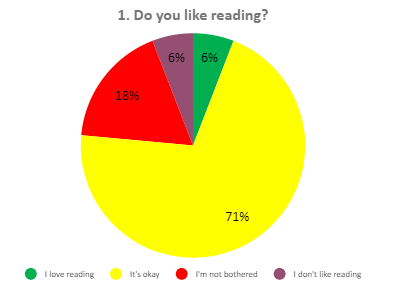 1. Do you like reading?
6% 6%
18%
71%
I love reading It's okay I'm not bothered I don't like reading